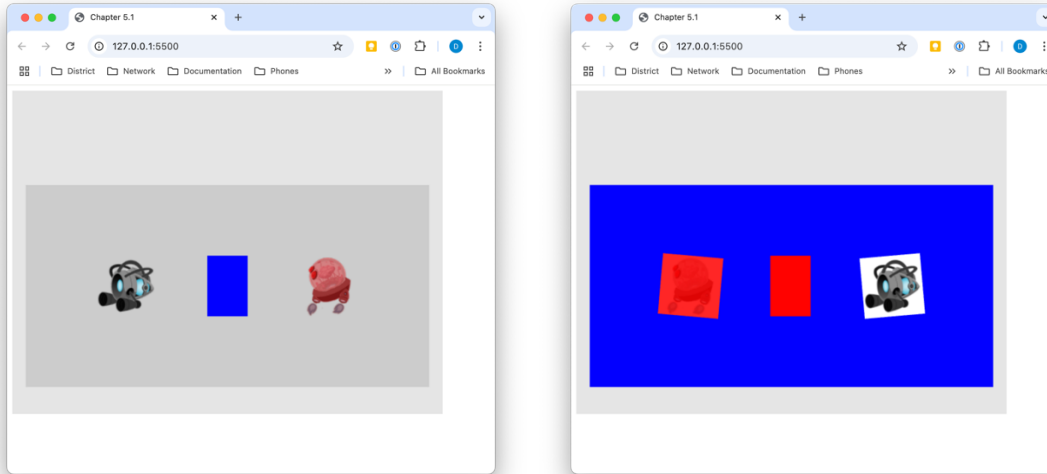 Chapter 5.1
127.0.0.1:5500
D
District Network Documentation Phones » All Bookmarks
Chapter 5.1
127.0.0.1:5500
D
District Network Documentation Phones » All Bookmarks